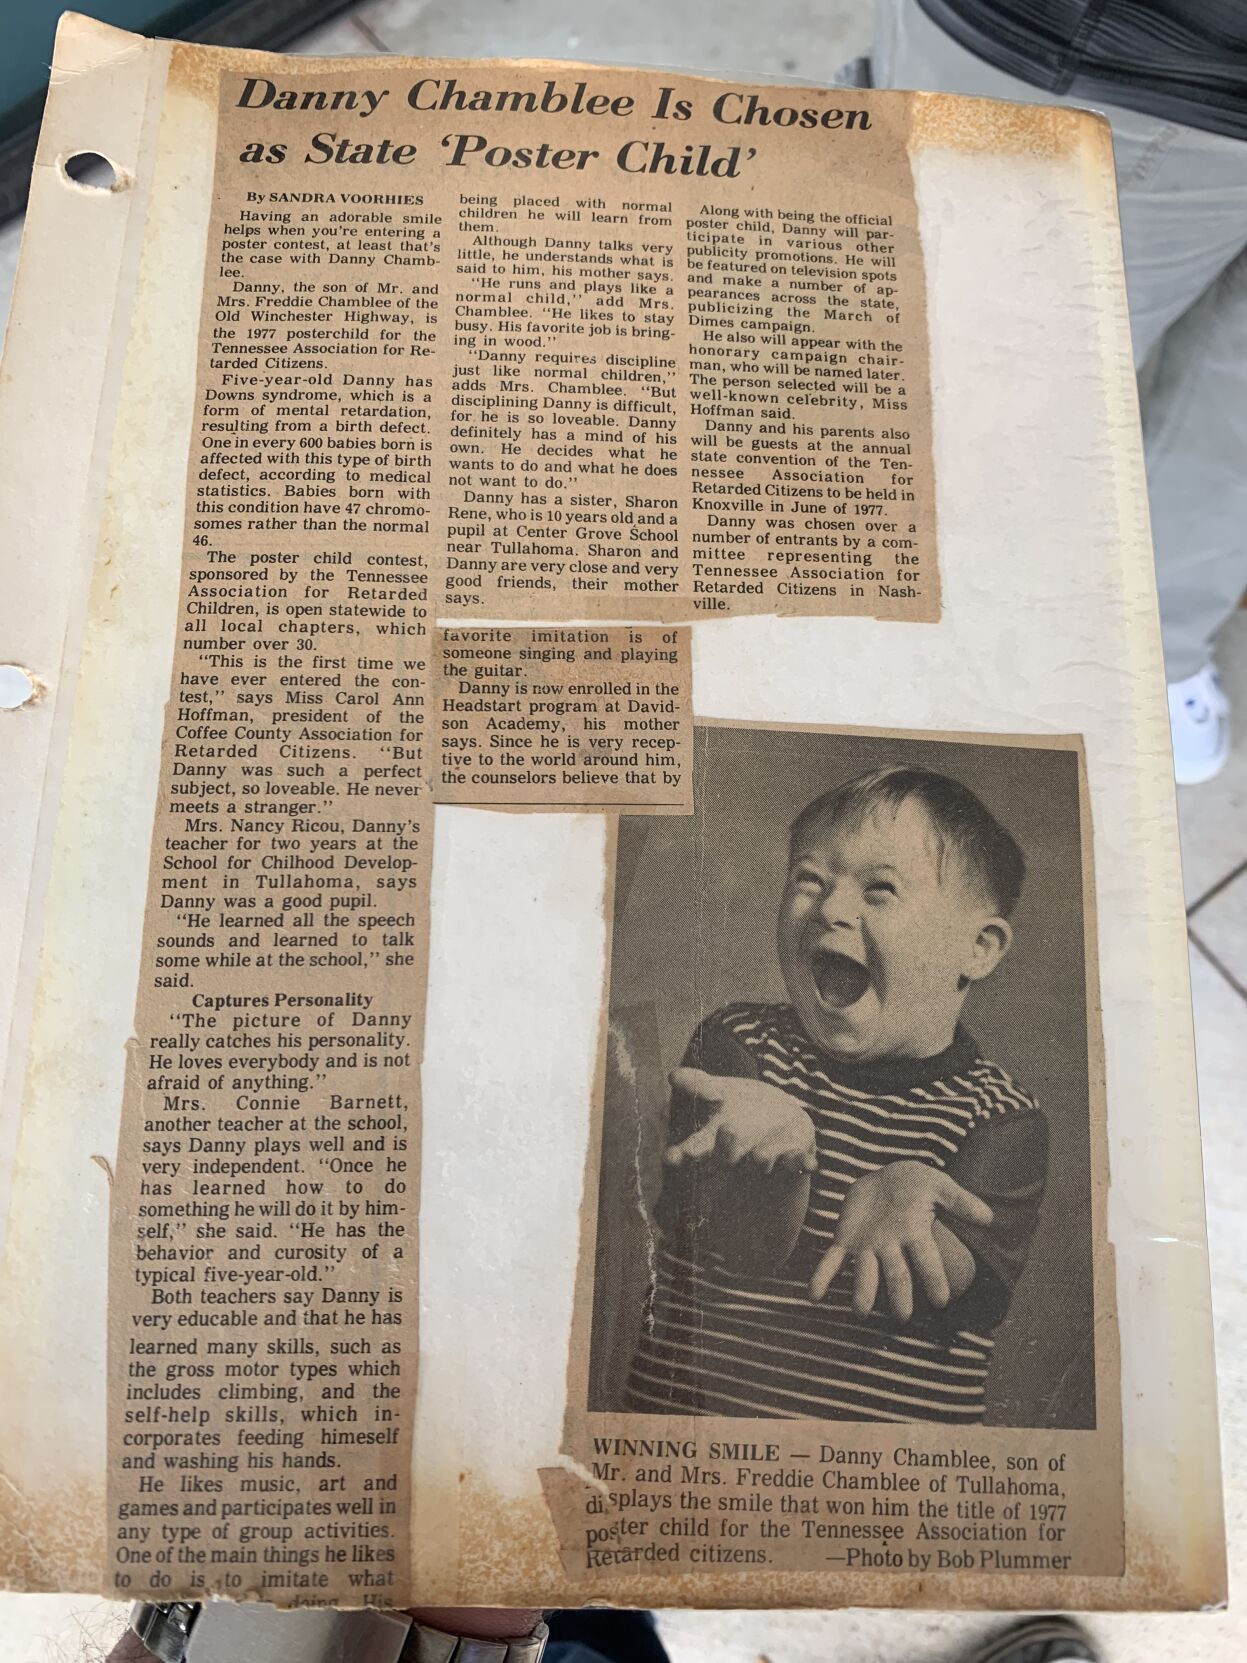 Danny Chamblee Is Chosen
as State ‘Poster Child’
By SANDRA VOORHIES
Having an adorable smile
helps when you're entering a
poster contest, at least that's
the case with Danny Chamb-
lee.
Danny, the son of Mr. and
Mrs. Freddie Chamblee of the
Old Winchester Highway, is
the 1977 posterchild for the
Tennessee Association for Re-
tarded Citizens.
Five-year-old Danny has
Downs syndrome, which is a
form of mental retardation,
resulting from a birth defect.
One in every 600 babies born is
affected with this type of birth
defect, according to medical
statistics. Babies born with
this condition have 47 chromo-
somes rather than the normal
46.
The poster child contest,
sponsored by the Tennessee
Association for Retarded
Children, is open statewide to
all local chapters, which
number over 30.
"This is the first time we
have ever entered the con-
test," says Miss Carol Ann
Hoffman, president of the
Coffee County Association for
Retarded Citizens. "But
Danny was such a perfect
subject, so loveable. He never
meets a stranger."
Mrs. Nancy Ricou, Danny's
teacher for two years at the
School for Chilhood Develop-
ment in Tullahoma, says
Danny was a good pupil.
"He learned all the speech
sounds and learned to talk
some while at the school," she
said.
Captures Personality
"The picture of Danny
really catches his personality.
He loves everybody and is not
afraid of anything."
Mrs. Connie Barnett,
another teacher at the school,
says Danny plays well and is
very independent. "Once he
has learned how to do
something he will do it by him-
self," she said. "He has the
behavior and curosity of a
typical five-year-old."
Both teachers say Danny is
very educable and that he has
learned many skills, such as
the gross motor types which
includes climbing, and the
self-help skills, which in-
corporates feeding himeself
and washing his hands.
He likes music, art and
games and participates well in
any type of group activities.
One of the main things he likes
to do is to imitate what
is doing. His
favorite imitation is of
someone singing and playing
the guitar.
Danny is now enrolled in the
Headstart program at David-
son Academy, his mother
says. Since he is very recep-
tive to the world around him,
the counselors believe that by
being placed with normal
children he will learn from
them.
Although Danny talks very
little, he understands what is
said to him, his mother says.
"He runs and plays like a
normal child," add Mrs.
Chamblee. "He likes to stay
busy. His favorite job is bring-
ing in wood."
"Danny requires discipline
just like normal children,"
adds Mrs. Chamblee. "But
disciplining Danny is difficult,
for he is so loveable. Danny
definitely has a mind of his
own. He decides what he
wants to do and what he does
not want to do."
Danny has a sister, Sharon
Rene, who is 10 years old and a
pupil at Center Grove School
near Tullahoma. Sharon and
Danny are very close and very
good friends, their mother
says.
Along with being the official
poster child, Danny will par-
ticipate in various other
publicity promotions. He will
be featured on television spots
and make a number of ap-
pearances across the state,
publicizing the March of
Dimes campaign.
He also will appear with the
honorary campaign chair-
man, who will be named later.
The person selected will be a
well-known celebrity, Miss
Hoffman said.
Danny and his parents also
will be guests at the annual
state convention of the Ten-
nessee Association for
Retarded Citizens to be held in
Knoxville in June of 1977.
Danny was chosen over a
number of entrants by a com-
mittee representing the
Tennessee Association for
Retarded Citizens in Nash-
ville.
WINNING SMILE — Danny Chamblee, son of
Mr. and Mrs. Freddie Chamblee of Tullahoma,
displays the smile that won him the title of 1977
poster child for the Tennessee Association for
Retarded citizens. —Photo by Bob Plummer